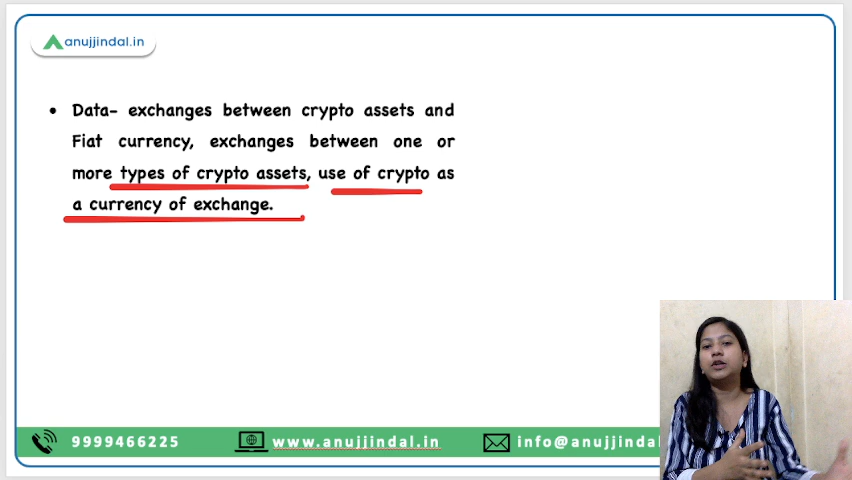 anujjindal.in
• Data- exchanges between crypto assets and
Fiat currency, exchanges between one or
more types of crypto assets, use of crypto as
a currency of exchange.
9999466225 www.anujjindal.in info@anujjindal